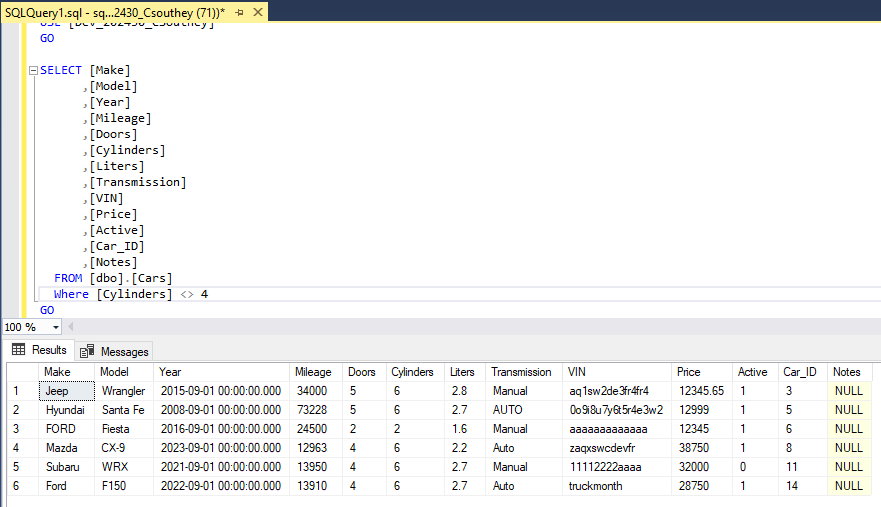 SQLQuery1.sql - sq...2430_Csouthey (71))*
GO
SELECT [Make]
,[Model]
,[Year]
,[Mileage]
,[Doors]
,[Cylinders]
,[Liters]
,[Transmission]
,[VIN]
,[Price]
,[Active]
,[Car_ID]
,[Notes]
FROM [dbo].[Cars]
Where [Cylinders] <> 4
GO
100 %
Results Messages
Make Model Year Mileage Doors Cylinders Liters Transmission VIN Price Active Car_ID Notes
1 Jeep Wrangler 2015-09-01 00:00:00.000 34000 5 6 2.8 Manual aq1sw2de3fr4fr4 12345.65 1 3 NULL
2 Hyundai Santa Fe 2008-09-01 00:00:00.000 73228 5 6 2.7 AUTO 0o9i8u7y6t5r4e3w2 12999 1 5 NULL
3 FORD Fiesta 2016-09-01 00:00:00.000 24500 2 2 1.6 Manual aaaaaaaaaaaaa 12345 1 6 NULL
4 Mazda CX-9 2023-09-01 00:00:00.000 12963 4 6 2.2 Auto zaqxswcdevfr 38750 1 8 NULL
5 Subaru WRX 2021-09-01 00:00:00.000 13950 4 6 2.7 Manual 11112222aaaa 32000 0 11 NULL
6 Ford F150 2022-09-01 00:00:00.000 13910 4 6 2.7 Auto truckmonth 28750 1 14 NULL